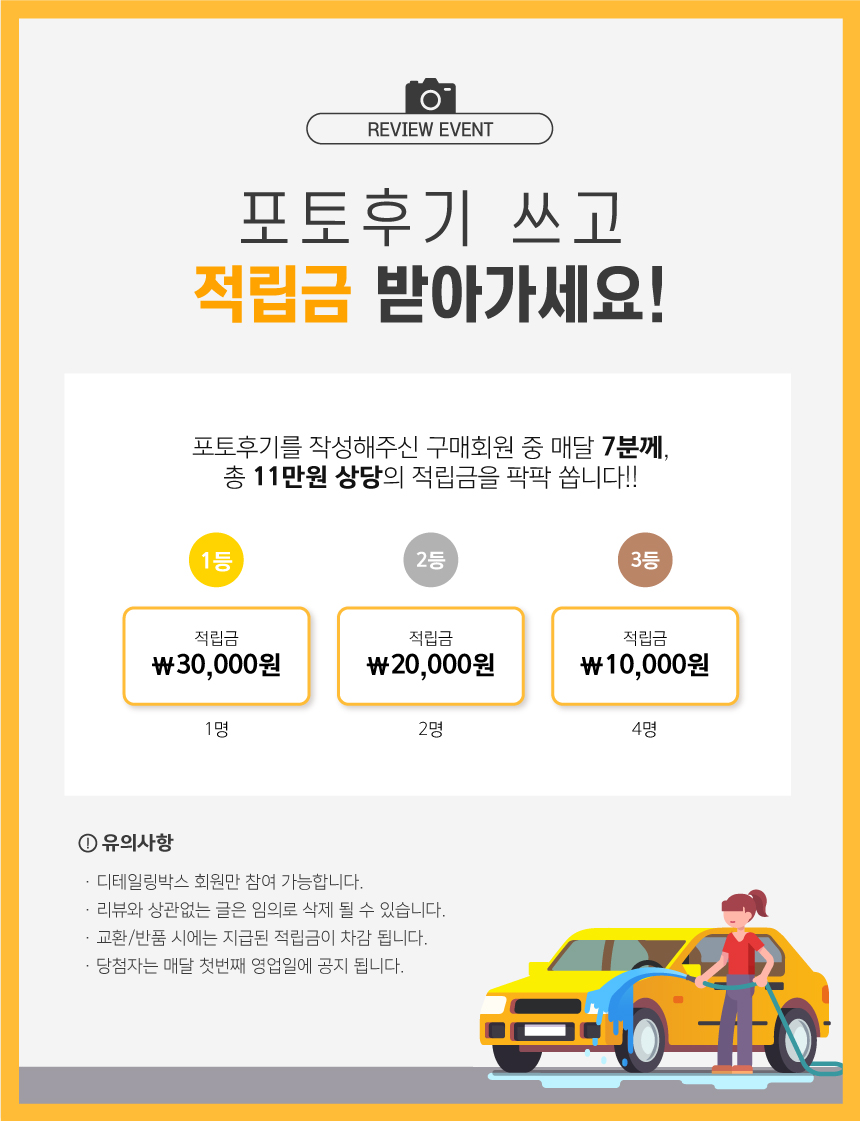 REVIEW EVENT
포토후기 쓰고
적립금 받아가세요!
포토후기를 작성해주신 구매회원 중 매달 7분께,
총 11만원 상당의 적립금을 팍팍 쏩니다!!
1등
2등
3등
적립금
₩30,000원
적립금
₩20,000원
적립금
₩10,000원
1명
2명
4명
! 유의사항
· 디테일링박스 회원만 참여 가능합니다.
· 리뷰와 상관없는 글은 임의로 삭제 될 수 있습니다.
· 교환/반품 시에는 지급된 적립금이 차감 됩니다.
· 당첨자는 매달 첫번째 영업일에 공지 됩니다.